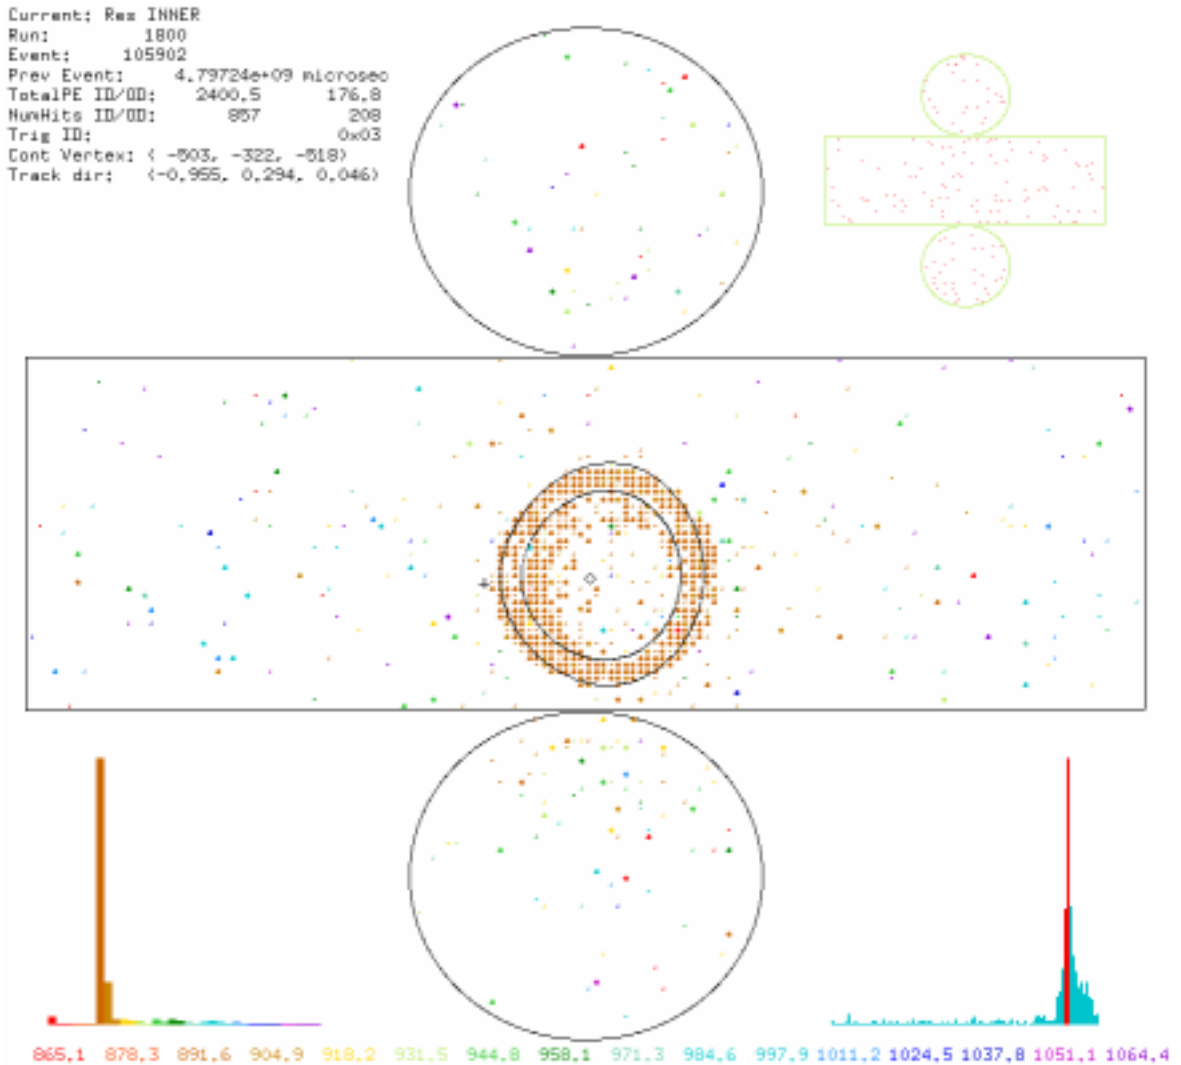 Current: Res INNER
Run: 1800
Event: 105902
Prev Event: 4.79724e+09 microsec
TotalPE ID/OD: 2400.5 176.8
NumHits ID/OD: 857 208
Trig ID: 0x03
Cont Vertex: ( -503, -322, -518)
Track dir: (-0.955, 0.294, 0.046)
865.1 878.3 891.6 904.9 918.2 931.5 944.8 958.1 971.3 984.6 997.9 1011.2 1024.5 1037.8 1051.1 1064.4